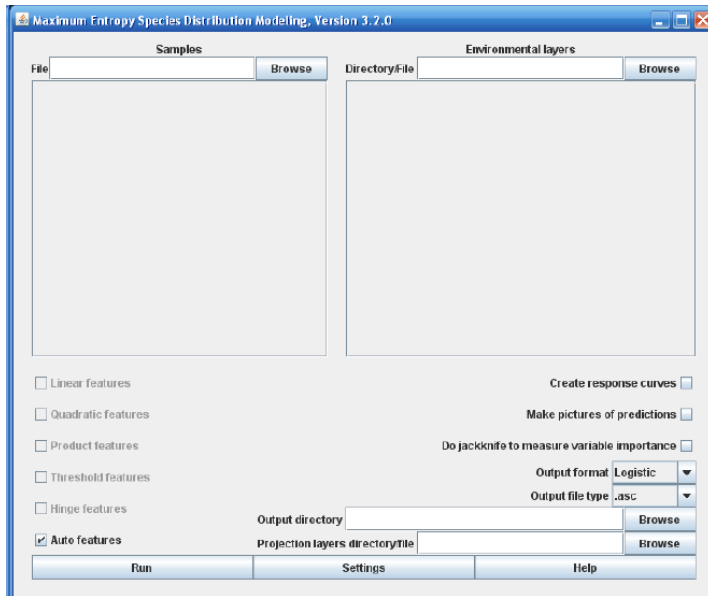 Maximum Entropy Species Distribution Modeling, Version 3.2.0
Samples
File
Browse
Environmental layers
Directory/File
Browse
Linear features
Quadratic features
Product features
Threshold features
Hinge features
Auto features
Create response curves
Make pictures of predictions
Do jackknife to measure variable importance
Output format Logistic
Output file type .asc
Output directory
Browse
Projection layers directory/file
Browse
Run
Settings
Help